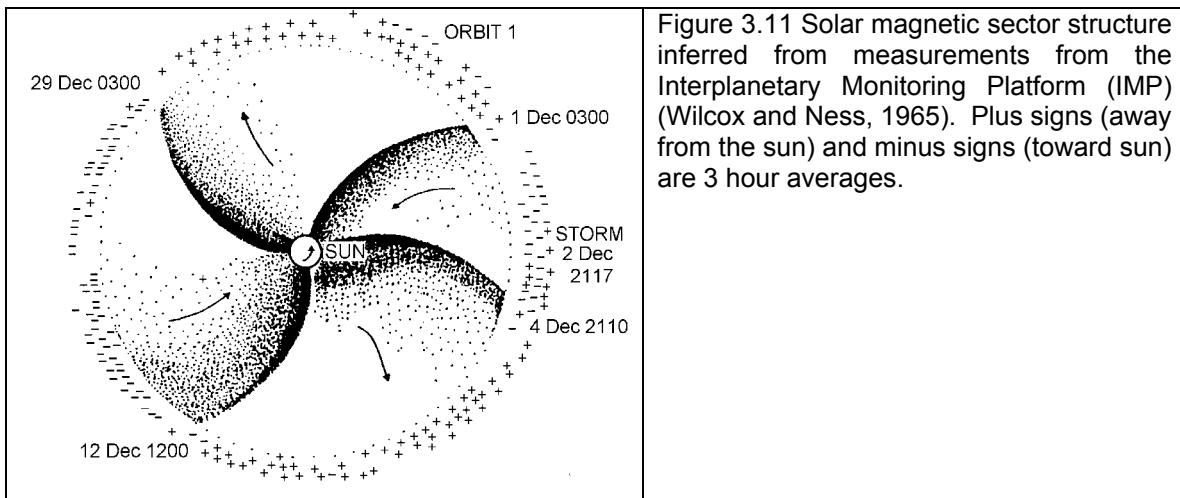 ORBIT 1
29 Dec 0300
1 Dec 0300
SUN
STORM
2 Dec
2117
4 Dec 2110
12 Dec 1200
Figure 3.11 Solar magnetic sector structure
inferred from measurements from the
Interplanetary Monitoring Platform (IMP)
(Wilcox and Ness, 1965). Plus signs (away
from the sun) and minus signs (toward sun)
are 3 hour averages.